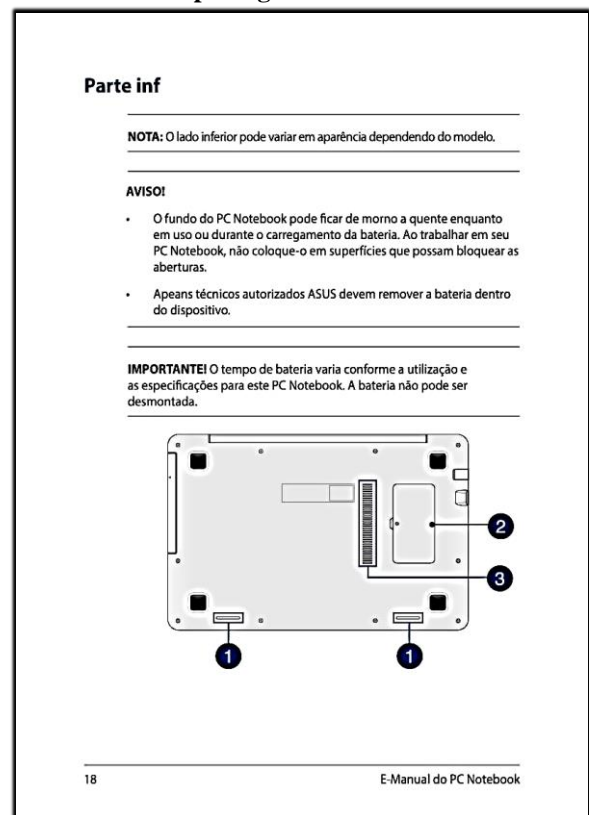 Parte inf
NOTA: O lado inferior pode variar em aparência dependendo do modelo.
AVISO!
• O fundo do PC Notebook pode ficar de morno a quente enquanto
em uso ou durante o carregamento da bateria. Ao trabalhar em seu
PC Notebook, não coloque-o em superfícies que possam bloquear as
aberturas.
• Apeans técnicos autorizados ASUS devem remover a bateria dentro
do dispositivo.
IMPORTANTE! O tempo de bateria varia conforme a utilização e
as especificações para este PC Notebook. A bateria não pode ser
desmontada.
2
3
1 1
18 E-Manual do PC Notebook